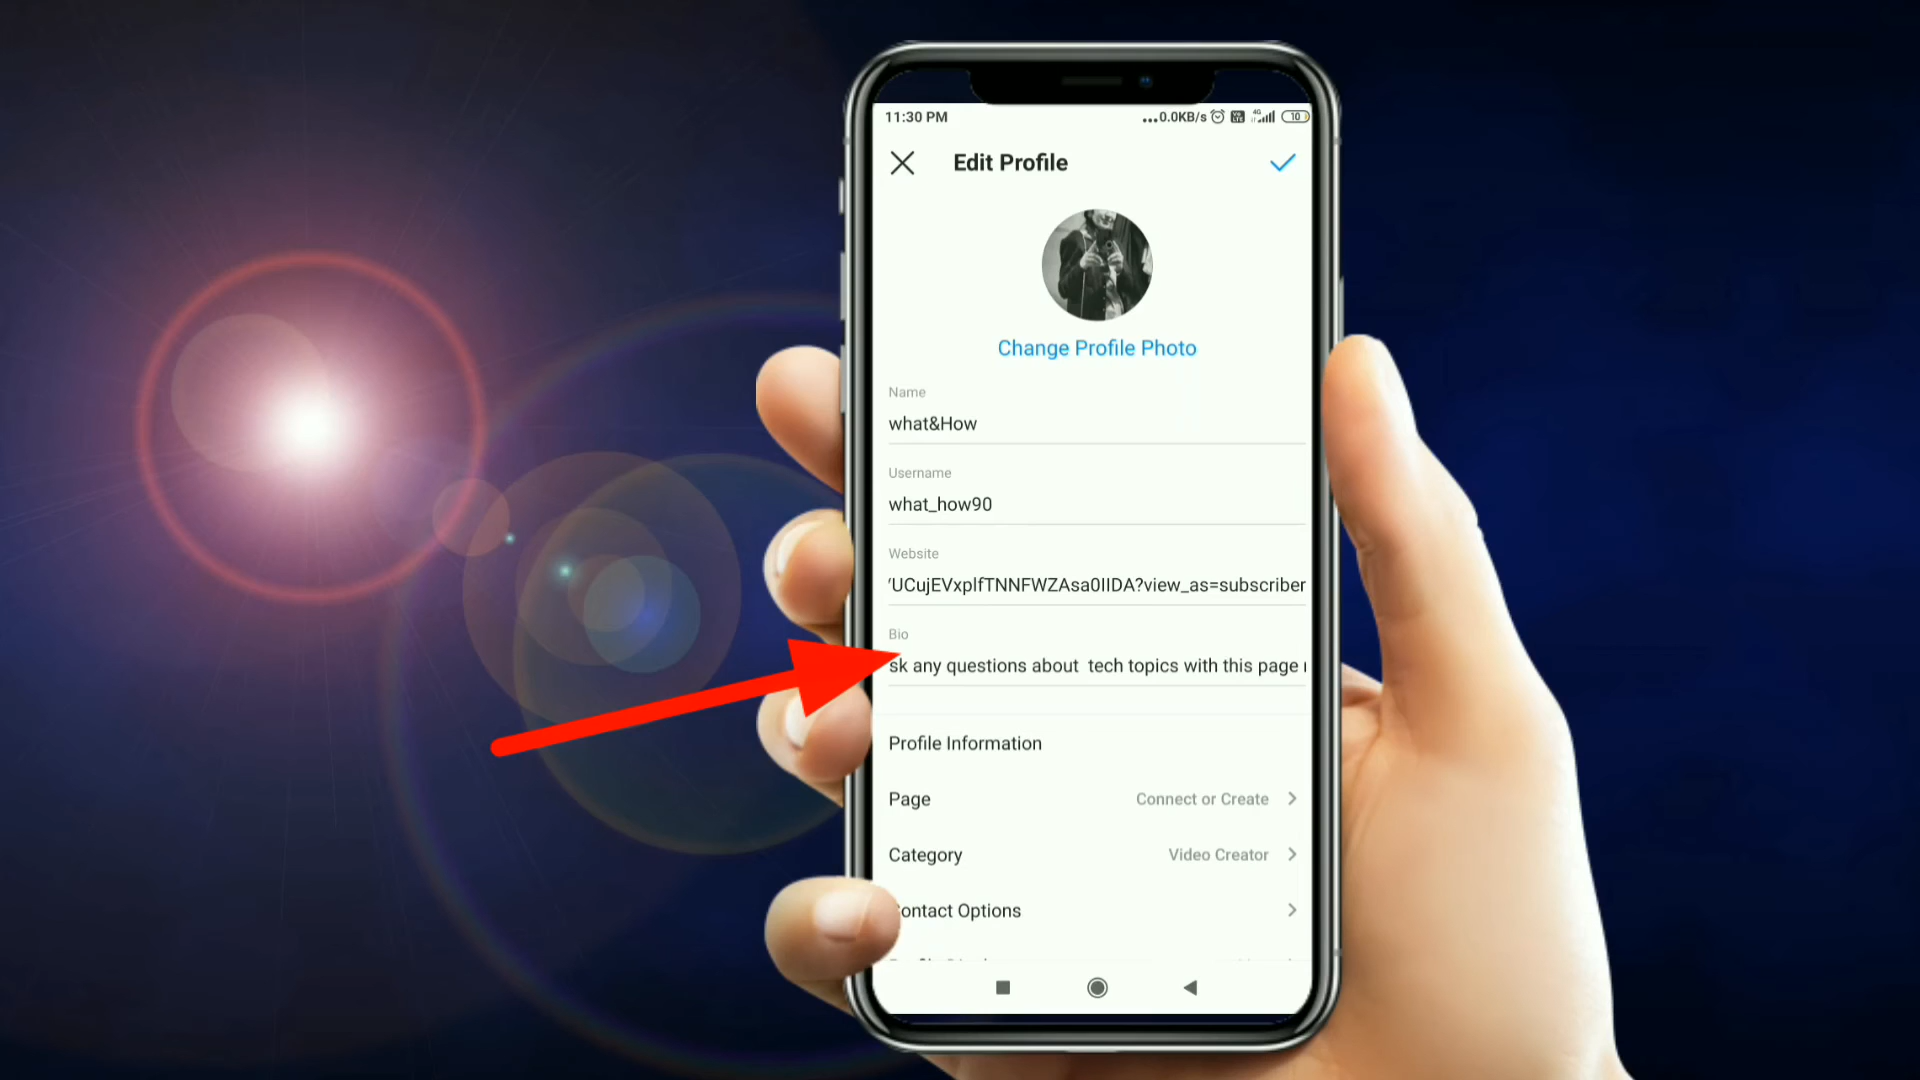 11:30 PM
...0.0KB/s
4G
10
Edit Profile
Change Profile Photo
Name
what&How
Username
what_how90
Website
UCujEVxplfTNNFWZAsa0IIDA?view_as=subscriber
Bio
sk any questions about tech topics with this page
Profile Information
Page
Connect or Create
Category
Video Creator
ontact Options